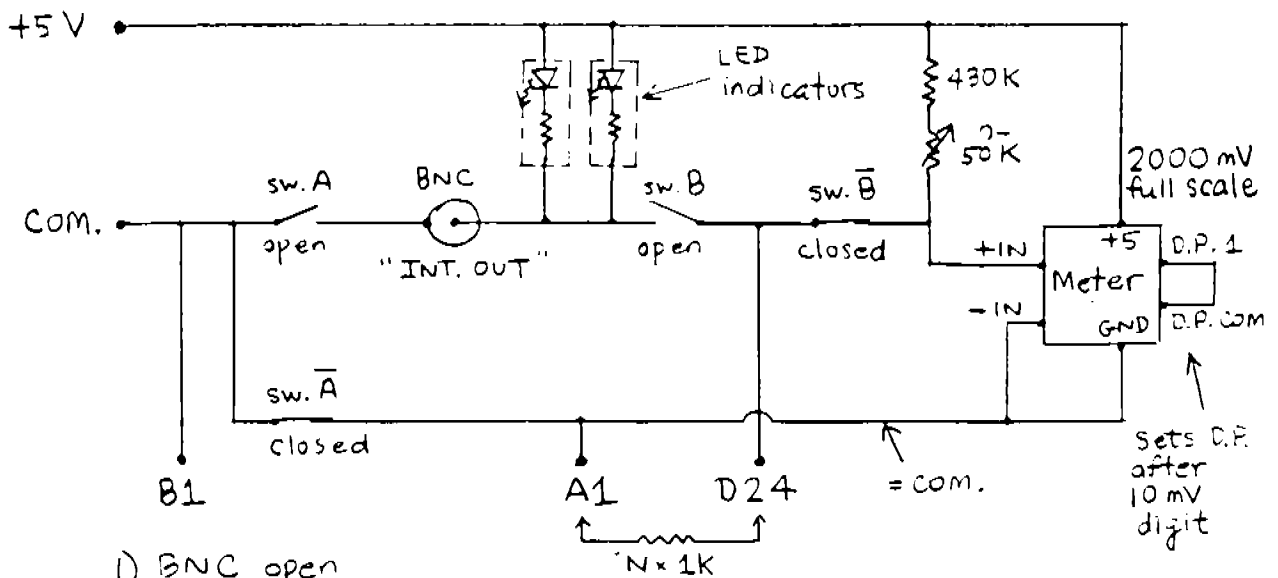 +5 V
LED
indicators
430K
50K
2000 mV
full scale
sw. A
BNC
sw. B
sw. B̅
COM.
open
"INT. OUT"
open
closed
+IN
+5
D.P. 1
Meter
-IN
GND
D.P. COM
sw. A̅
closed
Sets D.P.
after
10 mV
digit
B1
A1
D24
= COM.
N × 1K
1) BNC open